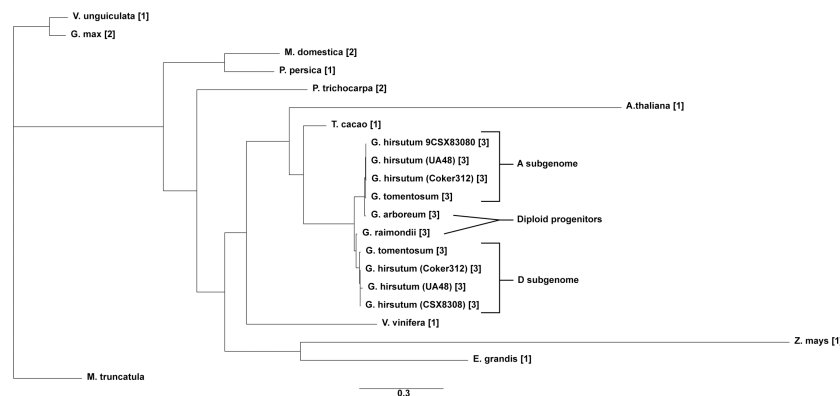 V. unguiculata [1]
G. max [2]
M. domestica [2]
P. persica [1]
P. trichocarpa [2]
A.thaliana [1]
T. cacao [1]
G. hirsutum 9CSX83080 [3]
G. hirsutum (UA48) [3]
A subgenome
G. hirsutum (Coker312) [3]
G. tomentosum [3]
G. arboreum [3]
Diploid progenitors
G. raimondii [3]
G. tomentosum [3]
G. hirsutum (Coker312) [3]
D subgenome
G. hirsutum (UA48) [3]
G. hirsutum (CSX8308) [3]
V. vinifera [1]
Z. mays [1
E. grandis [1]
M. truncatula
0.3